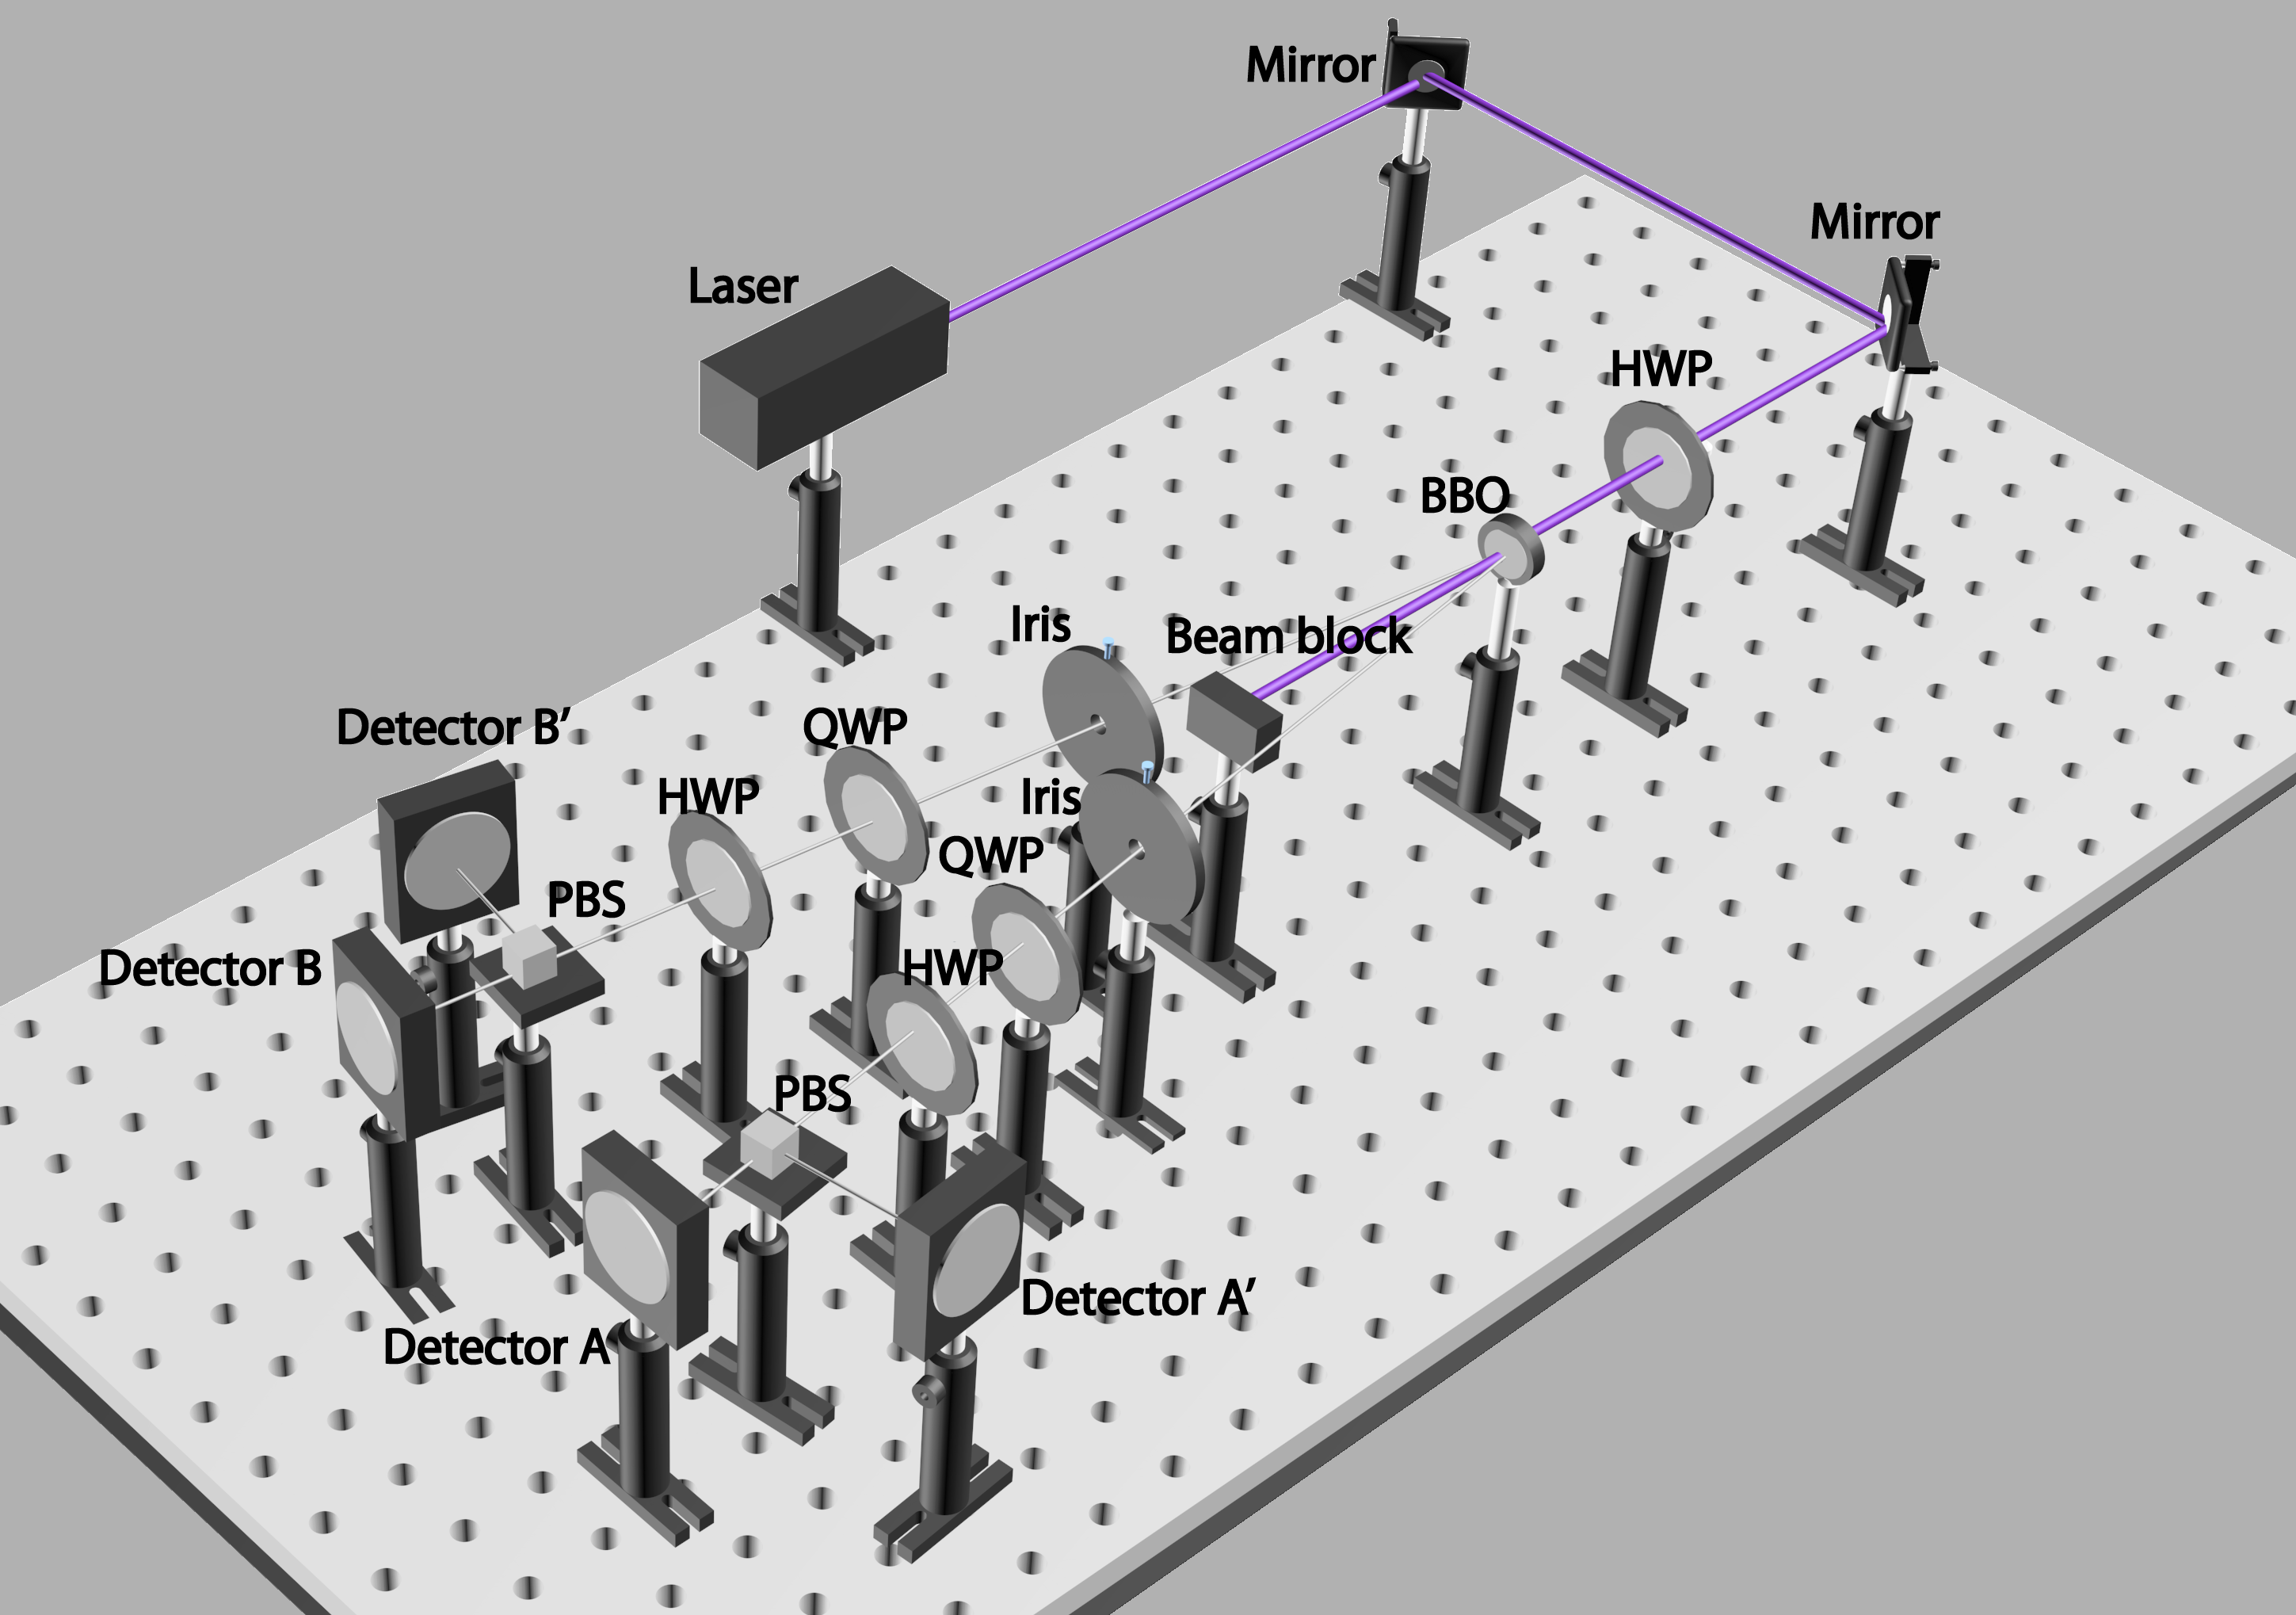 Mirror
Mirror
Laser
HWP
BBO
Iris
Beam block
Detector B′
QWP
HWP
Iris
QWP
PBS
Detector B
HWP
PBS
Detector A′
Detector A